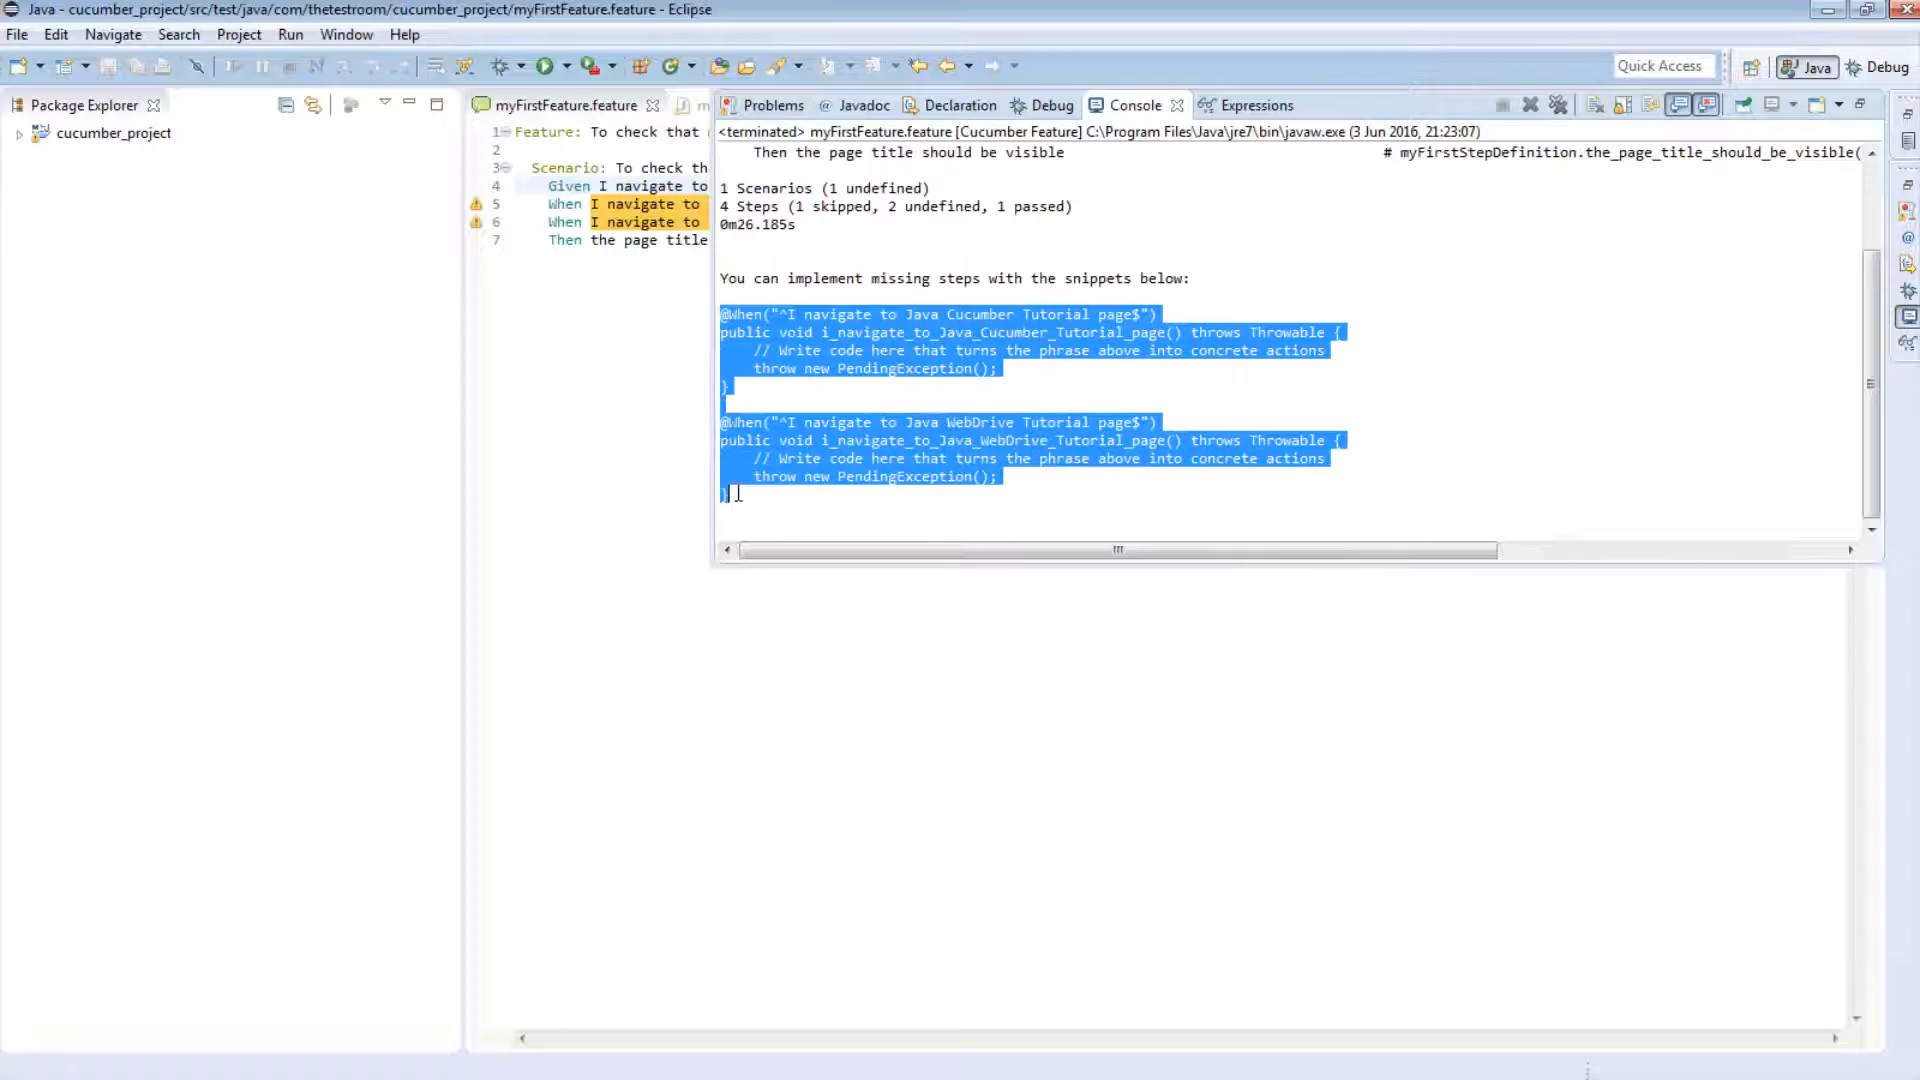 Java - cucumber_project/src/test/java/com/thetestroom/cucumber_project/myFirstFeature.feature - Eclipse
File Edit Navigate Search Project Run Window Help
Quick Access Java Debug
Package Explorer
cucumber_project
myFirstFeature.feature
1 Feature: To check that
2
3 Scenario: To check th
4 Given I navigate to
5 When I navigate to
6 When I navigate to
7 Then the page title
Problems @ Javadoc Declaration Debug Console Expressions
<terminated> myFirstFeature.feature [Cucumber Feature] C:\Program Files\Java\jre7\bin\javaw.exe (3 Jun 2016, 21:23:07)
Then the page title should be visible # myFirstStepDefinition.the_page_title_should_be_visible(
1 Scenarios (1 undefined)
4 Steps (1 skipped, 2 undefined, 1 passed)
0m26.185s
You can implement missing steps with the snippets below:
@When("^I navigate to Java Cucumber Tutorial page$")
public void i_navigate_to_Java_Cucumber_Tutorial_page() throws Throwable {
// Write code here that turns the phrase above into concrete actions
throw new PendingException();
}
@When("^I navigate to Java WebDrive Tutorial page$")
public void i_navigate_to_Java_WebDrive_Tutorial_page() throws Throwable {
// Write code here that turns the phrase above into concrete actions
throw new PendingException();
}